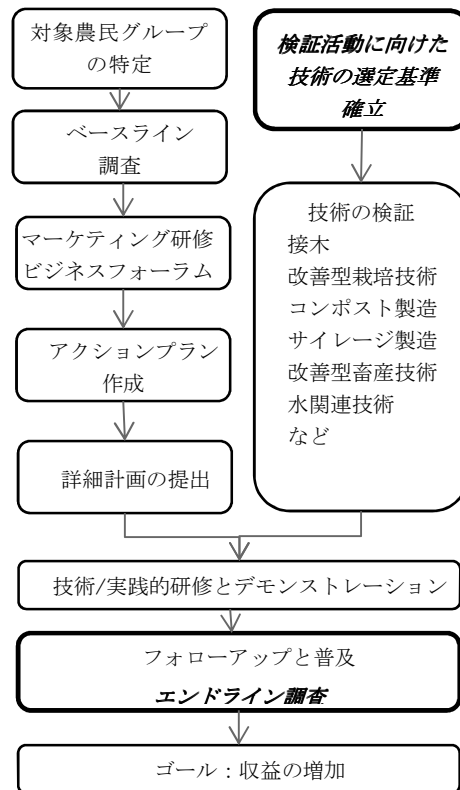 対象農民グループ
の特定
ベースライン
調査
マーケティング研修
ビジネスフォーラム
アクションプラン
作成
詳細計画の提出
検証活動に向けた
技術の選定基準
確立
技術の検証
接木
改善型栽培技術
コンポスト製造
サイレージ製造
改善型畜産技術
水関連技術
など
技術/実践的研修とデモンストレーション
フォローアップと普及
エンドライン調査
ゴール：収益の増加